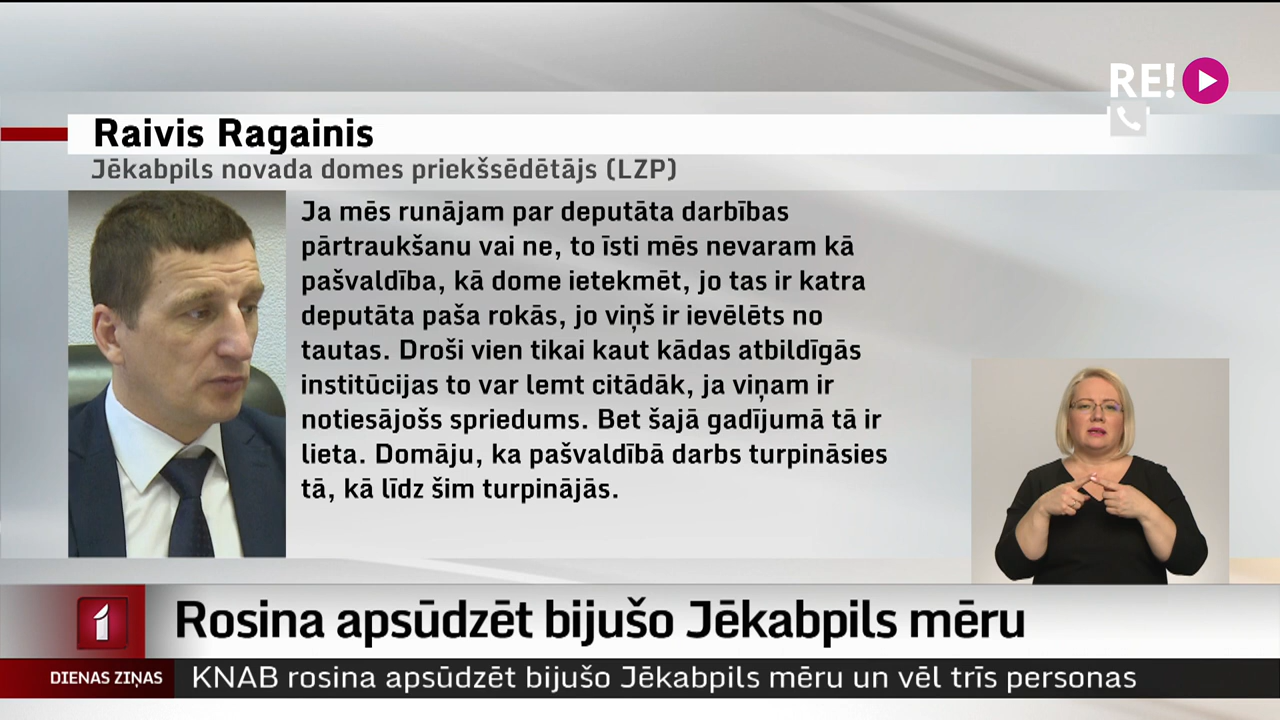 RE!
Raivis Ragainis
Jēkabpils novada domes priekšsēdētājs (LZP)
Ja mēs runājam par deputāta darbības
pārtraukšanu vai ne, to īsti mēs nevaram kā
pašvaldība, kā dome ietekmēt, jo tas ir katra
deputāta paša rokās, jo viņš ir ievēlēts no
tautas. Droši vien tikai kaut kādas atbildīgās
institūcijas to var lemt citādāk, ja viņam ir
notiesājošs spriedums. Bet šajā gadījumā tā ir
lieta. Domāju, ka pašvaldībā darbs turpināsies
tā, kā līdz šim turpinājās.
1
Rosina apsūdzēt bijušo Jēkabpils mēru
DIENAS ZIŅAS
KNAB rosina apsūdzēt bijušo Jēkabpils mēru un vēl trīs personas